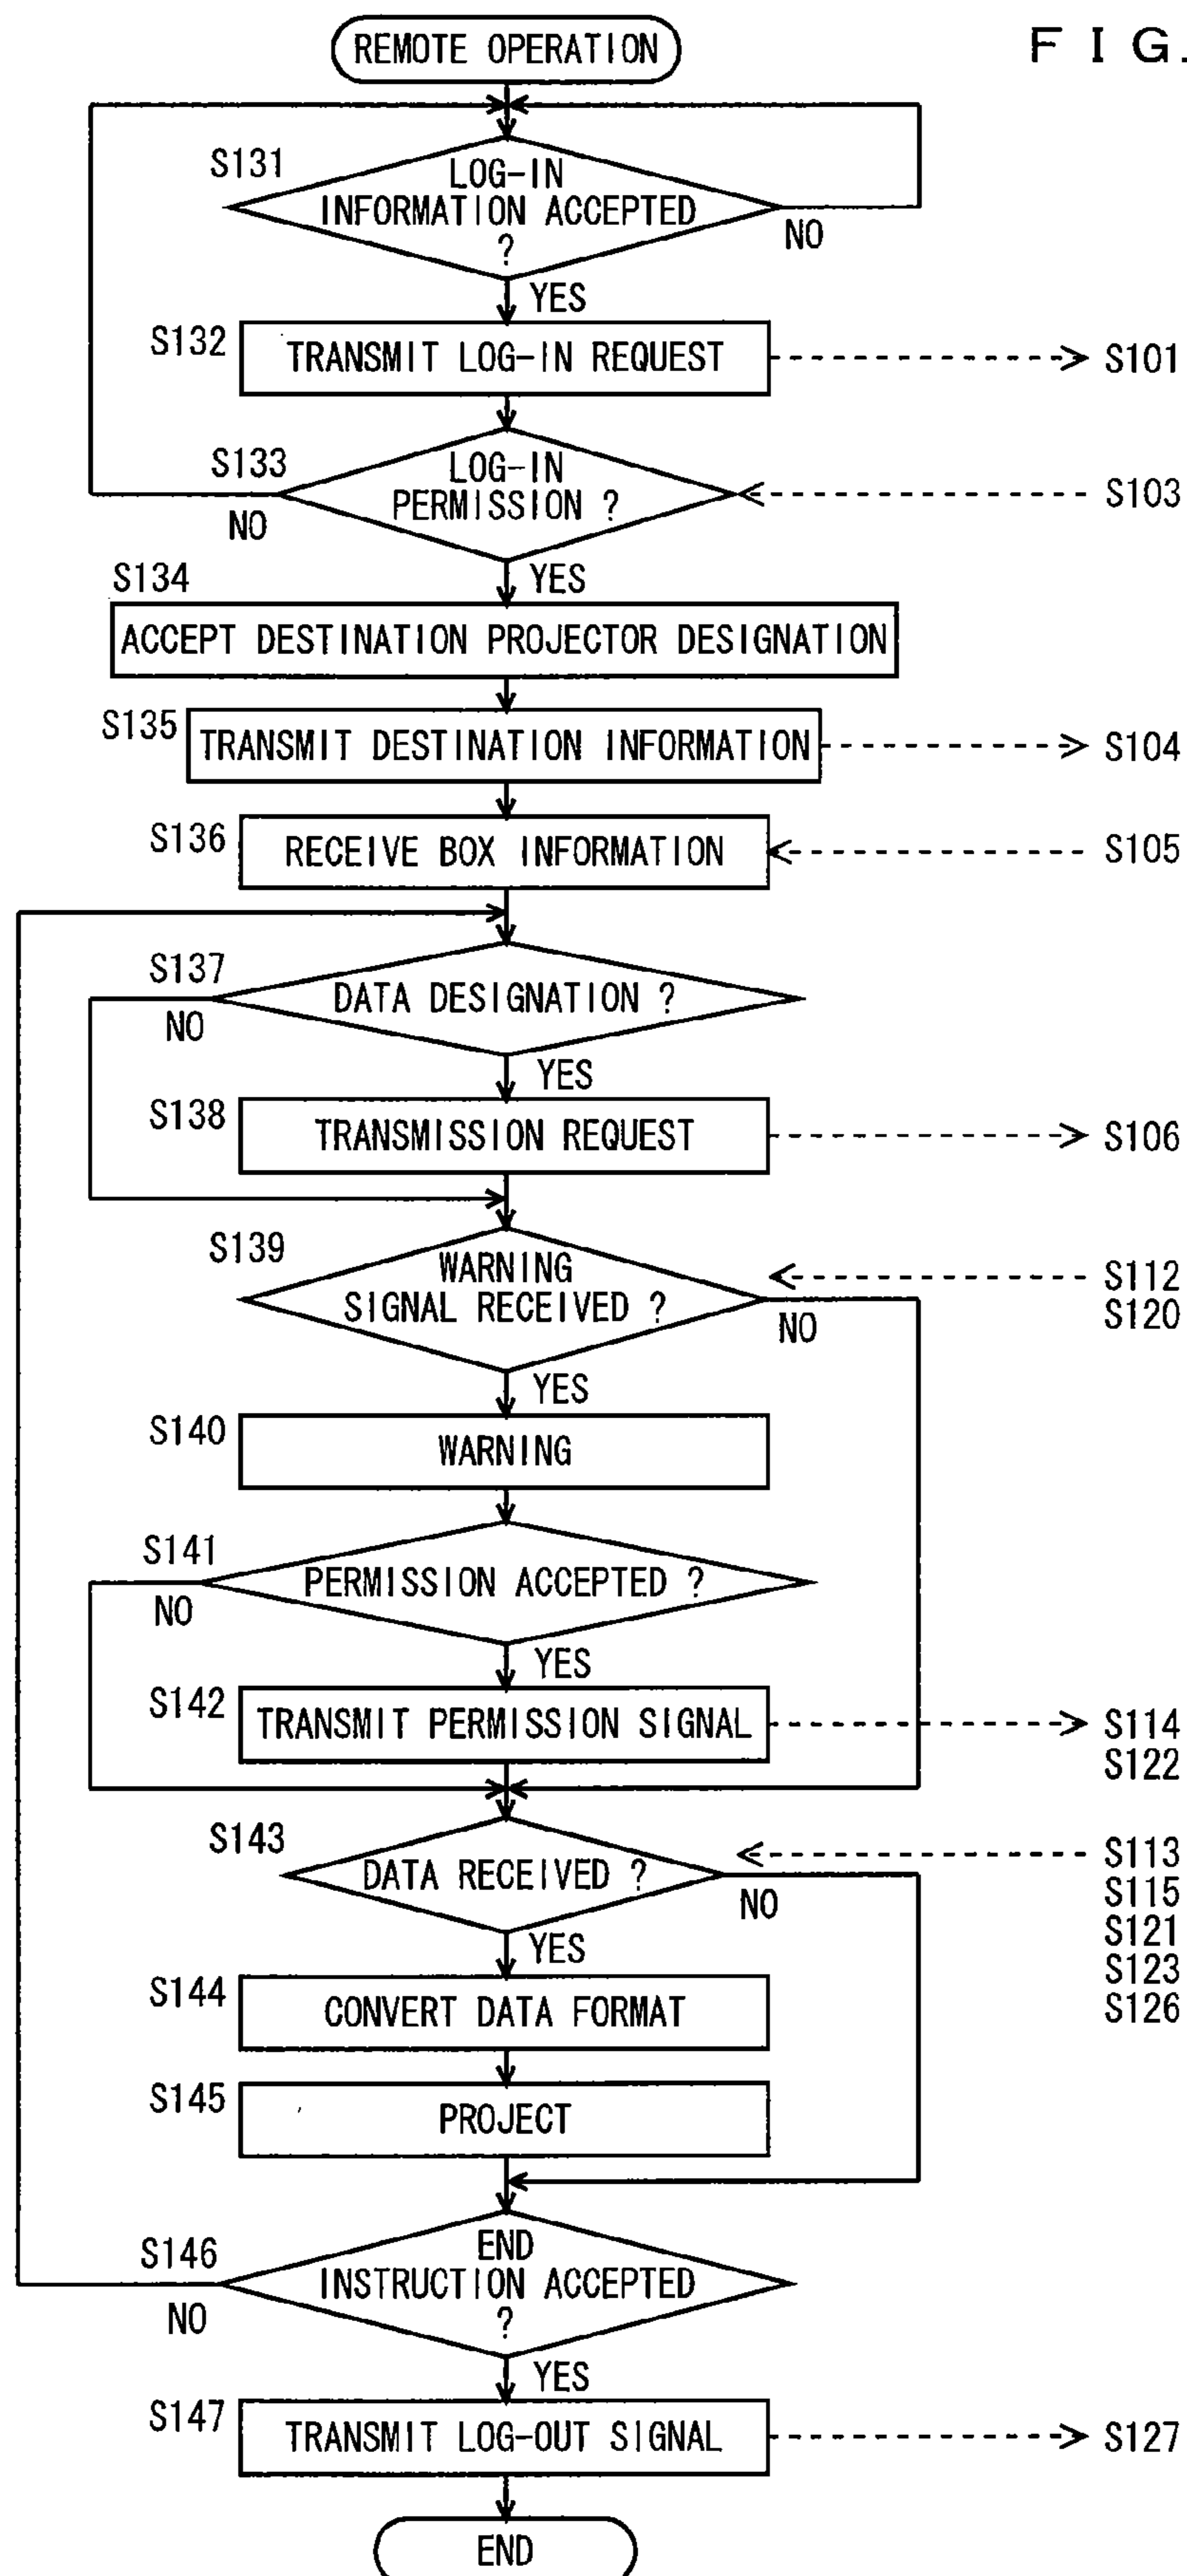 REMOTE OPERATION
F I G.
S131
LOG-IN
INFORMATION ACCEPTED
?
NO
YES
S132
TRANSMIT LOG-IN REQUEST
S101
S133
LOG-IN
PERMISSION ?
S103
NO
YES
S134
ACCEPT DESTINATION PROJECTOR DESIGNATION
S135
TRANSMIT DESTINATION INFORMATION
S104
S136
RECEIVE BOX INFORMATION
S105
S137
DATA DESIGNATION ?
NO
YES
S138
TRANSMISSION REQUEST
S106
S139
WARNING
SIGNAL RECEIVED ?
S112
S120
NO
YES
S140
WARNING
S141
PERMISSION ACCEPTED ?
NO
YES
S142
TRANSMIT PERMISSION SIGNAL
S114
S122
S143
DATA RECEIVED ?
S113
S115
S121
S123
S126
NO
YES
S144
CONVERT DATA FORMAT
S145
PROJECT
S146
END
INSTRUCTION ACCEPTED
?
NO
YES
S147
TRANSMIT LOG-OUT SIGNAL
S127
END